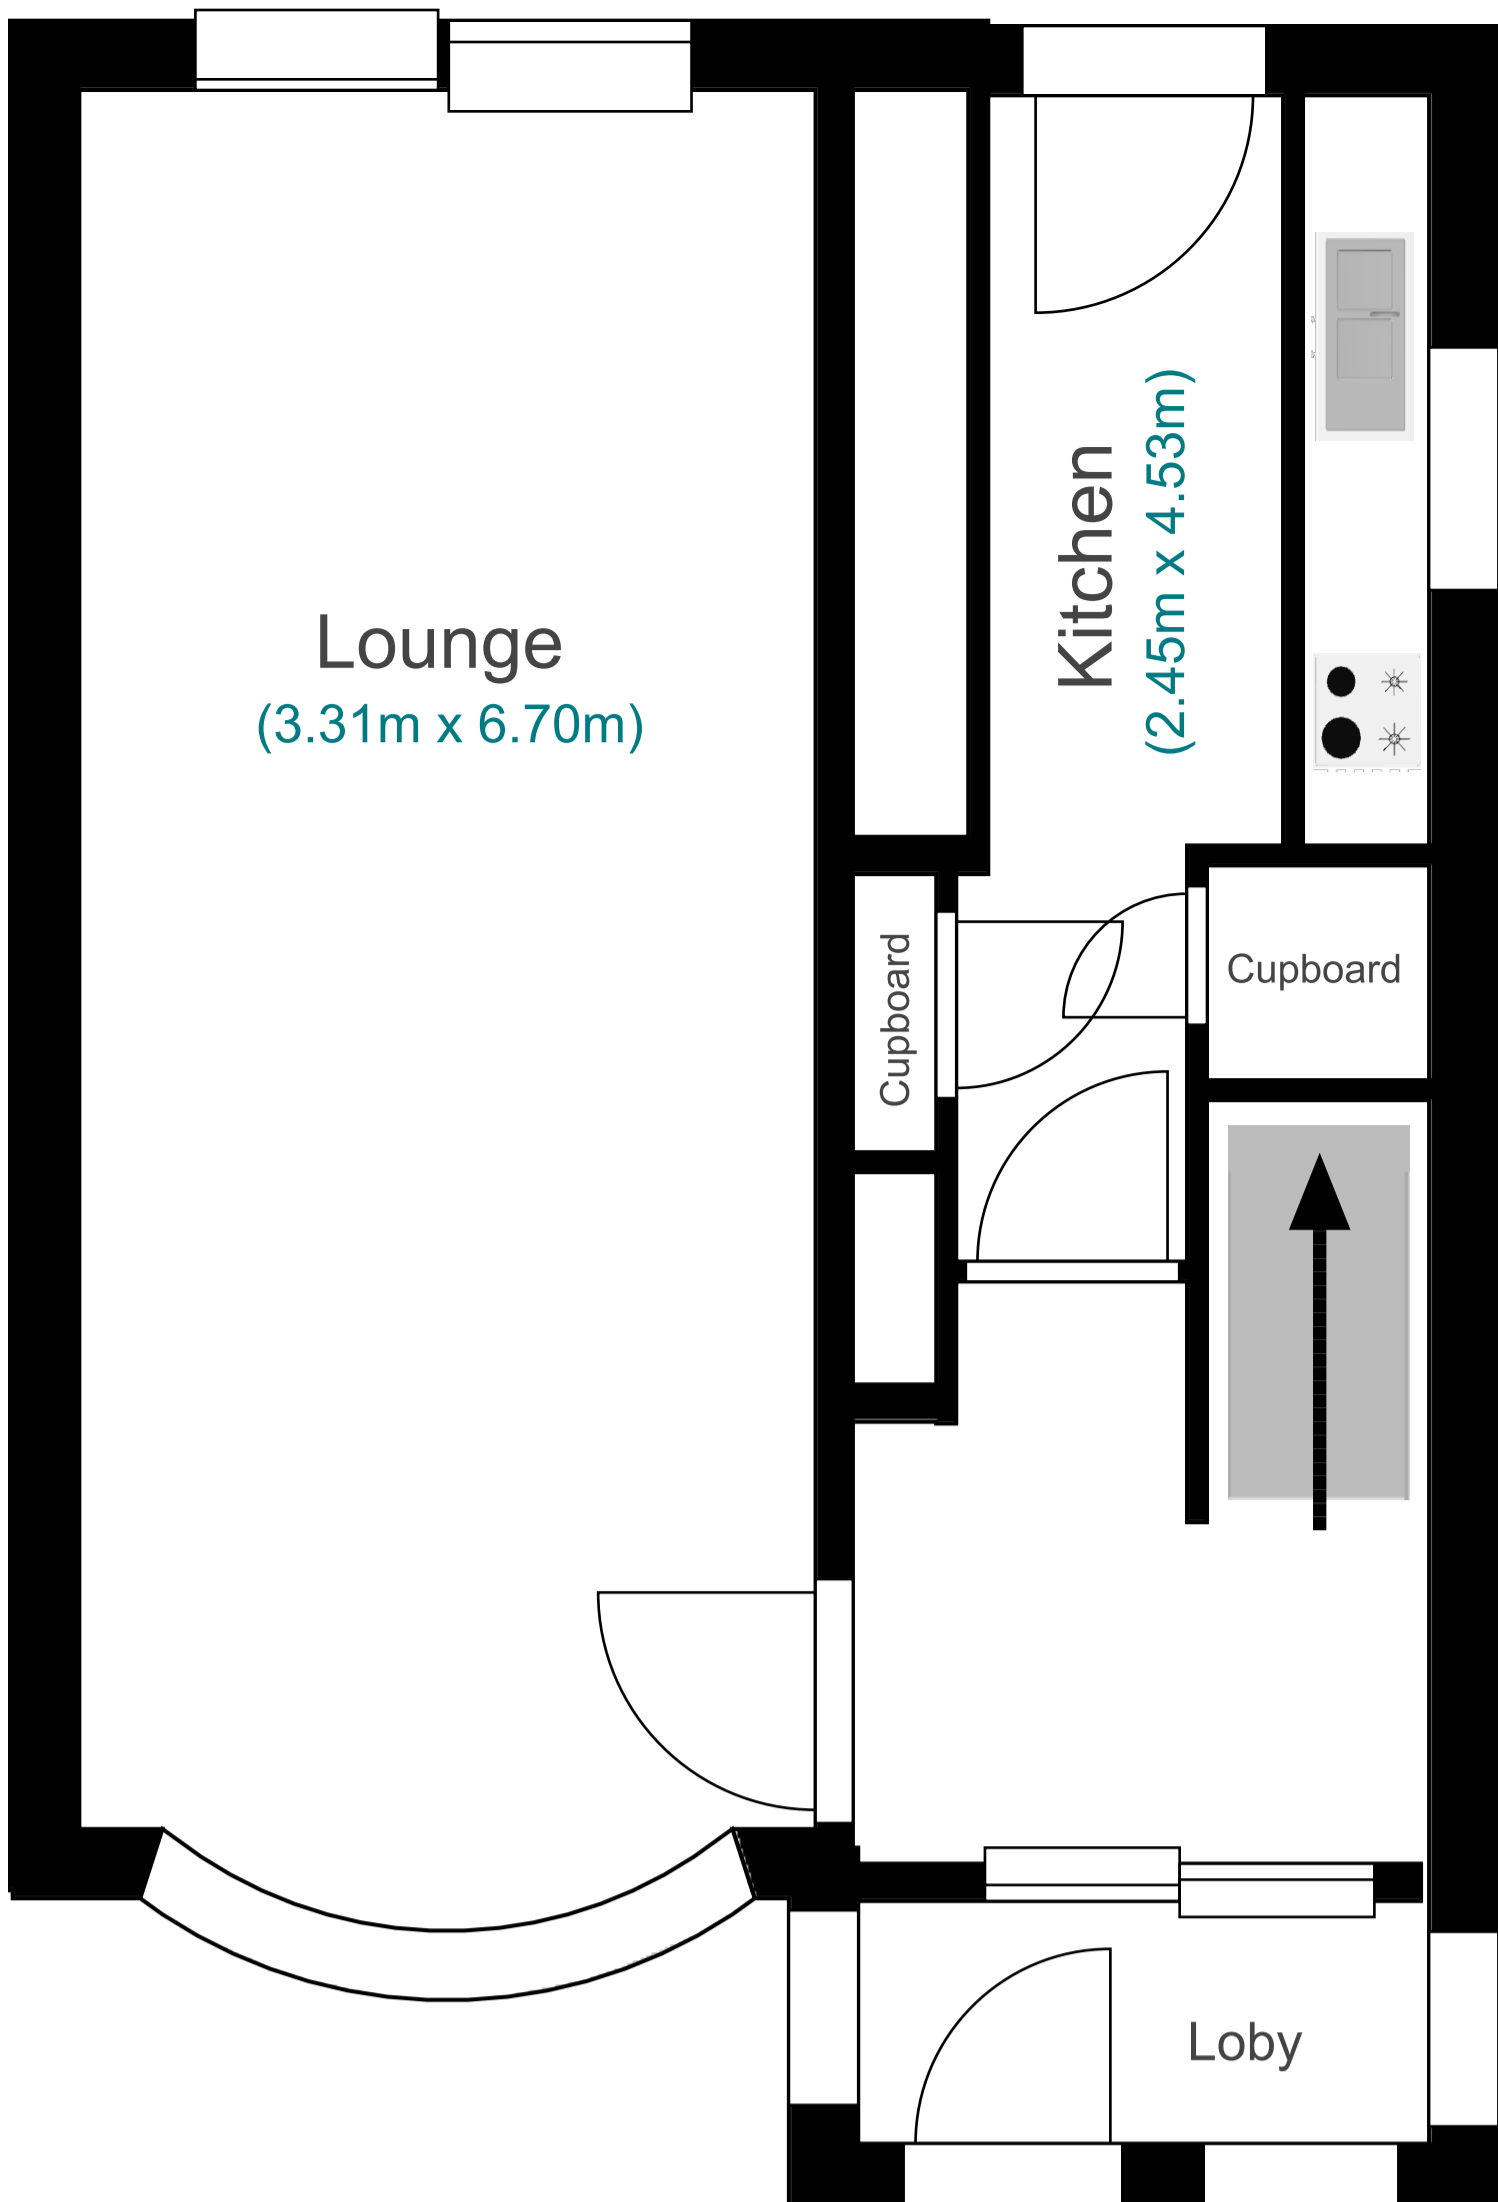 Lounge
(3.31m x 6.70m)
Kitchen
(2.45m x 4.53m)
Cupboard
Cupboard
Loby